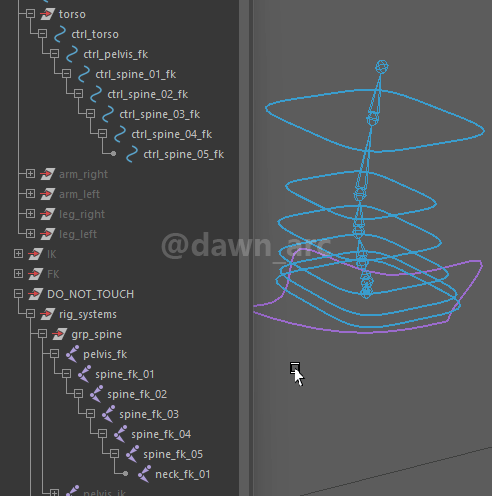 torso
ctrl_torso
ctrl_pelvis_fk
ctrl_spine_01_fk
ctrl_spine_02_fk
ctrl_spine_03_fk
ctrl_spine_04_fk
ctrl_spine_05_fk
arm_right
arm_left
leg_right
leg_left
@dawn_arc
IK
FK
DO_NOT_TOUCH
rig_systems
grp_spine
pelvis_fk
spine_fk_01
spine_fk_02
spine_fk_03
spine_fk_04
spine_fk_05
neck_fk_01
pelvis_ik